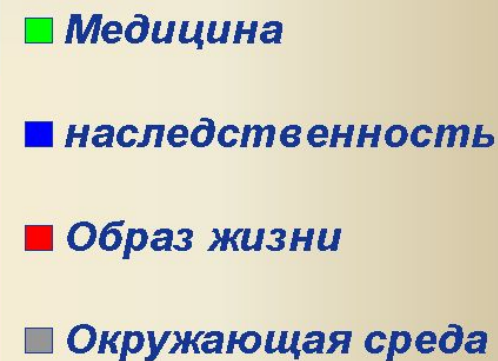 Медицина
наследственность
Образ жизни
Окружающая среда